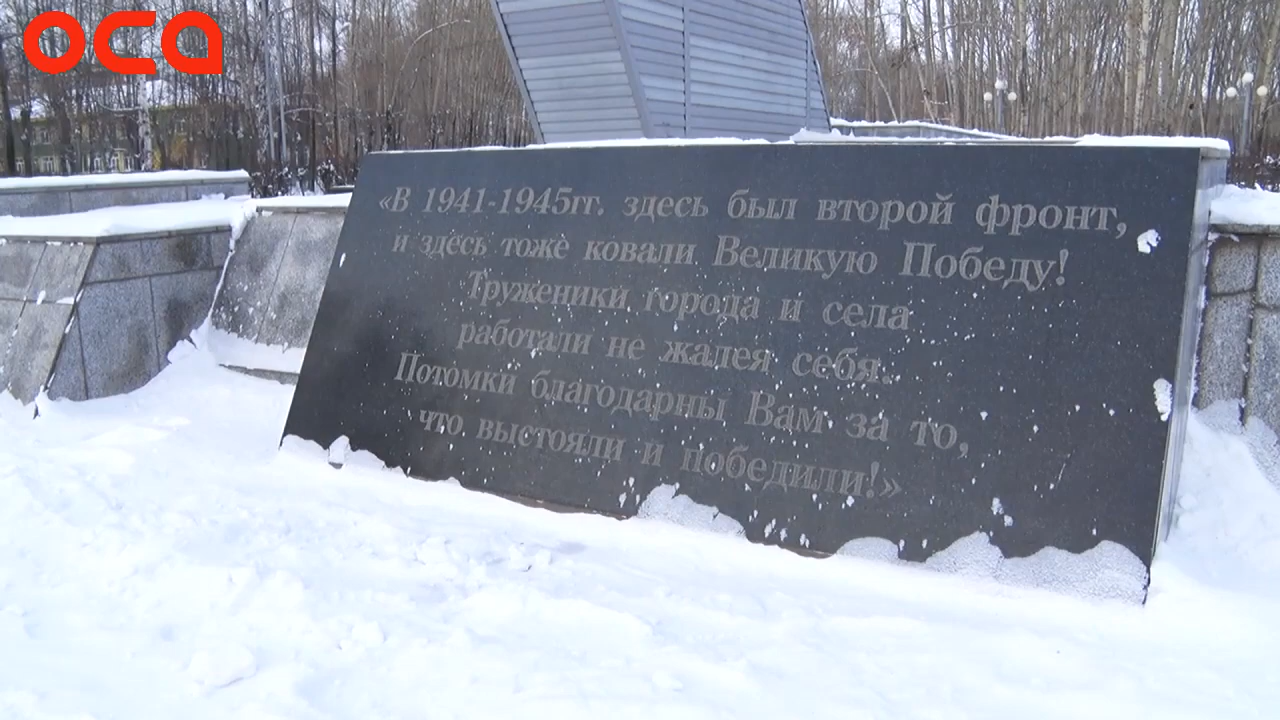 оса
«В 1941-1945гг. здесь был второй фронт,
и здесь тоже ковали Великую Победу!
Труженики города и села
работали не жалея себя.
Потомки благодарны Вам за то,
что выстояли и победили!»